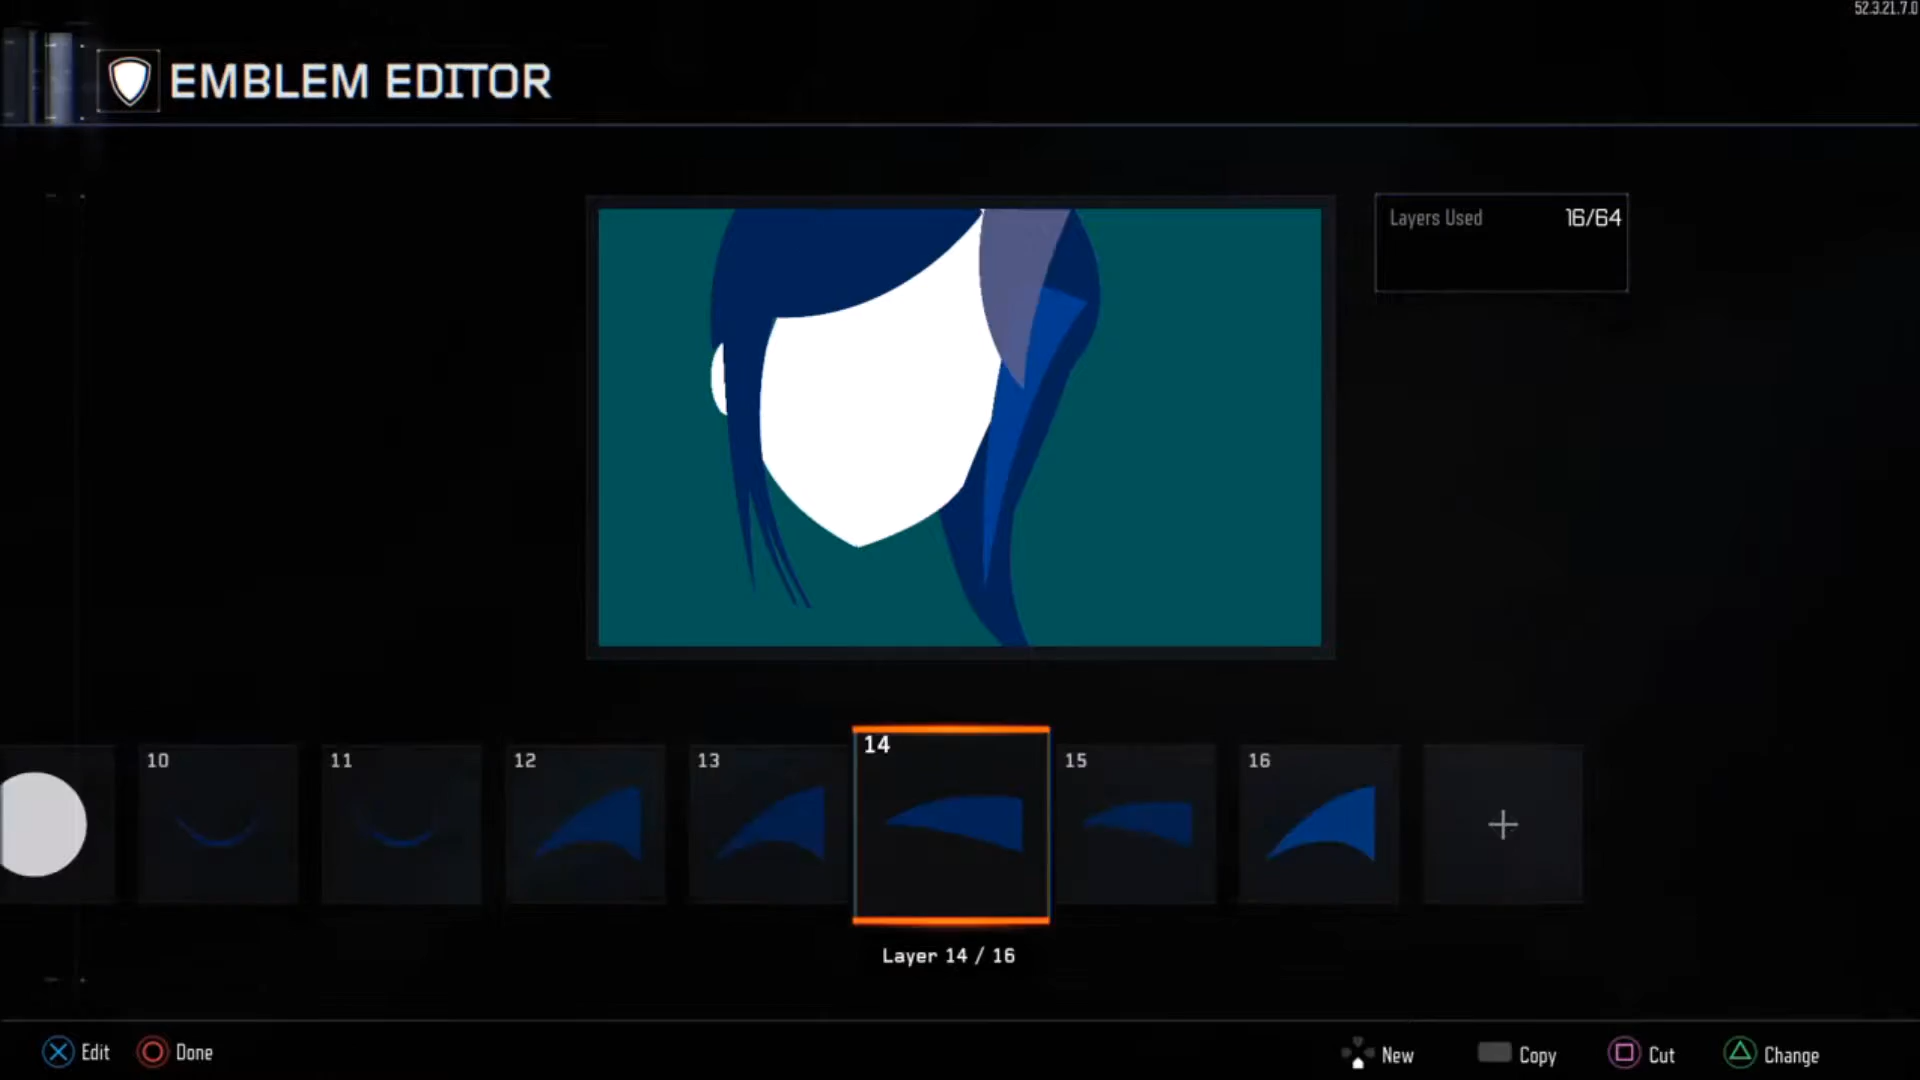 52.3.21.7.0
EMBLEM EDITOR
Layers Used 16/64
10 11 12 13 14 15 16
Layer 14 / 16
Edit Done New Copy Cut Change